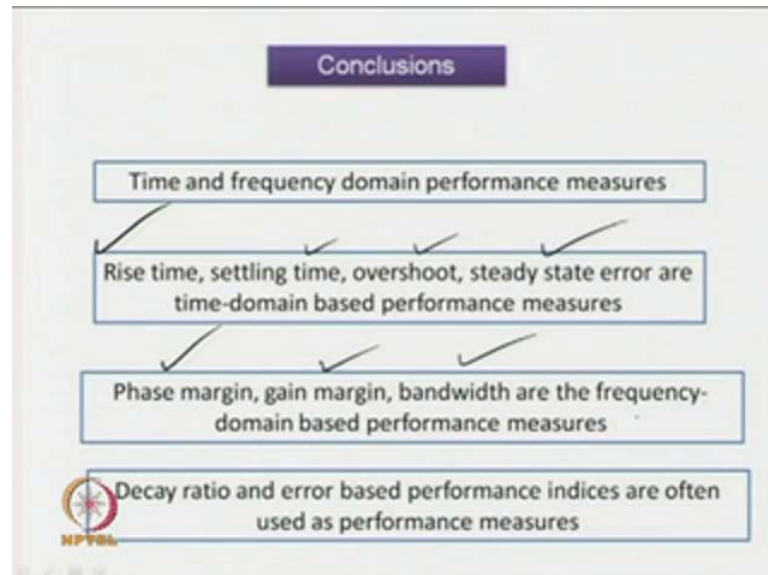 Conclusions
Time and frequency domain performance measures
Rise time, settling time, overshoot, steady state error are
time-domain based performance measures
Phase margin, gain margin, bandwidth are the frequency-
domain based performance measures
Decay ratio and error based performance indices are often
used as performance measures
NPTEL